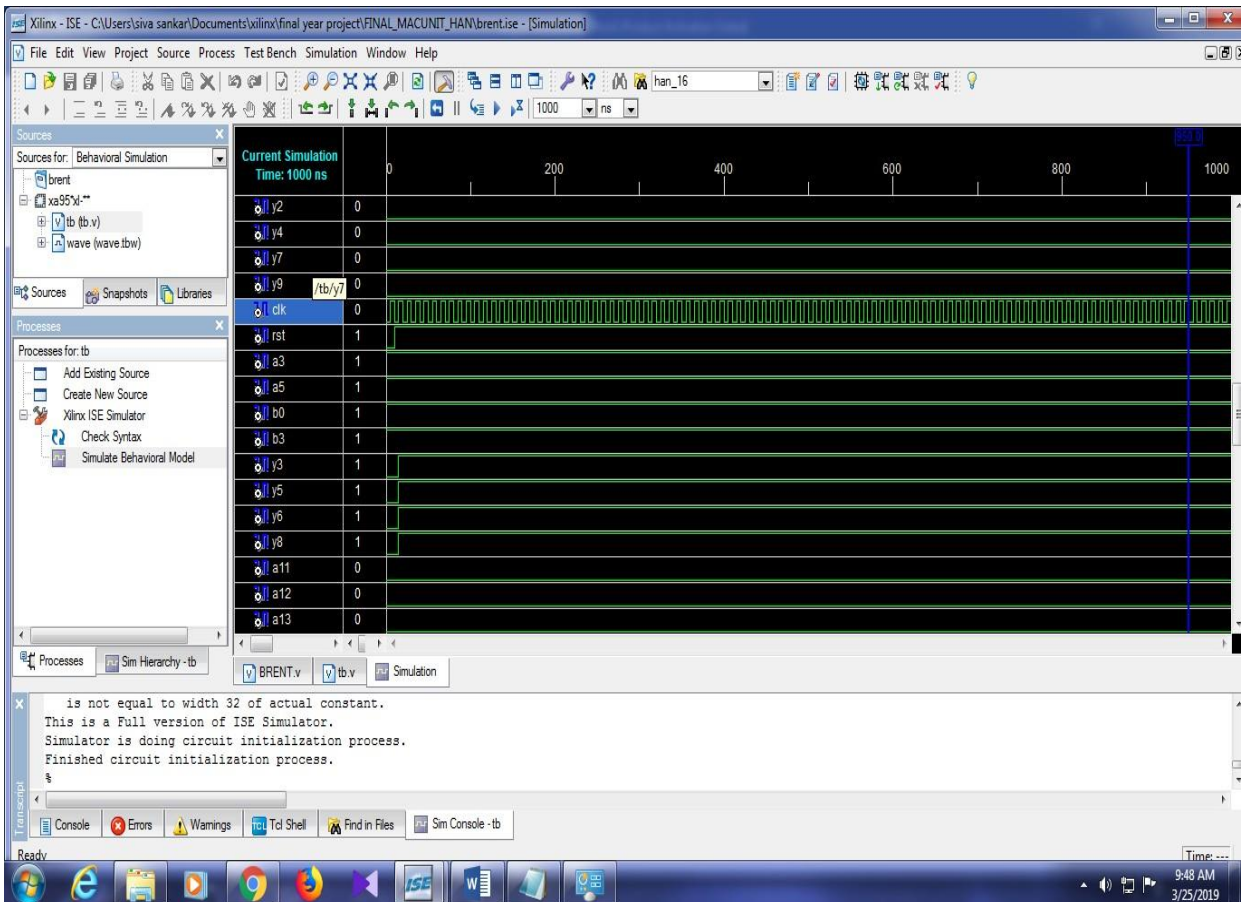 Xilinx - ISE - C:\Users\siva sankar\Documents\xilinx\final year project\FINAL_MACUNIT_HAN\brent.ise - [Simulation]
File Edit View Project Source Process Test Bench Simulation Window Help
han_16
1000 ns
Sources
Sources for: Behavioral Simulation
brent
xa95*xl-**
tb (tb.v)
wave (wave.tbw)
Sources Snapshots Libraries
Processes
Processes for: tb
Add Existing Source
Create New Source
Xilinx ISE Simulator
Check Syntax
Simulate Behavioral Model
Processes Sim Hierarchy - tb
Current Simulation
Time: 1000 ns
0 200 400 600 800 1000
y2 0
y4 0
y7 0
y9 0
/tb/y7
clk 0
rst 1
a3 1
a5 1
b0 1
b3 1
y3 1
y5 1
y6 1
y8 1
a11 0
a12 0
a13 0
BRENT.v tb.v Simulation
is not equal to width 32 of actual constant.
This is a Full version of ISE Simulator.
Simulator is doing circuit initialization process.
Finished circuit initialization process.
%
Transcript
Console Errors Warnings Tcl Shell Find in Files Sim Console - tb
Ready
Time: ---
ISE
9:48 AM
3/25/2019